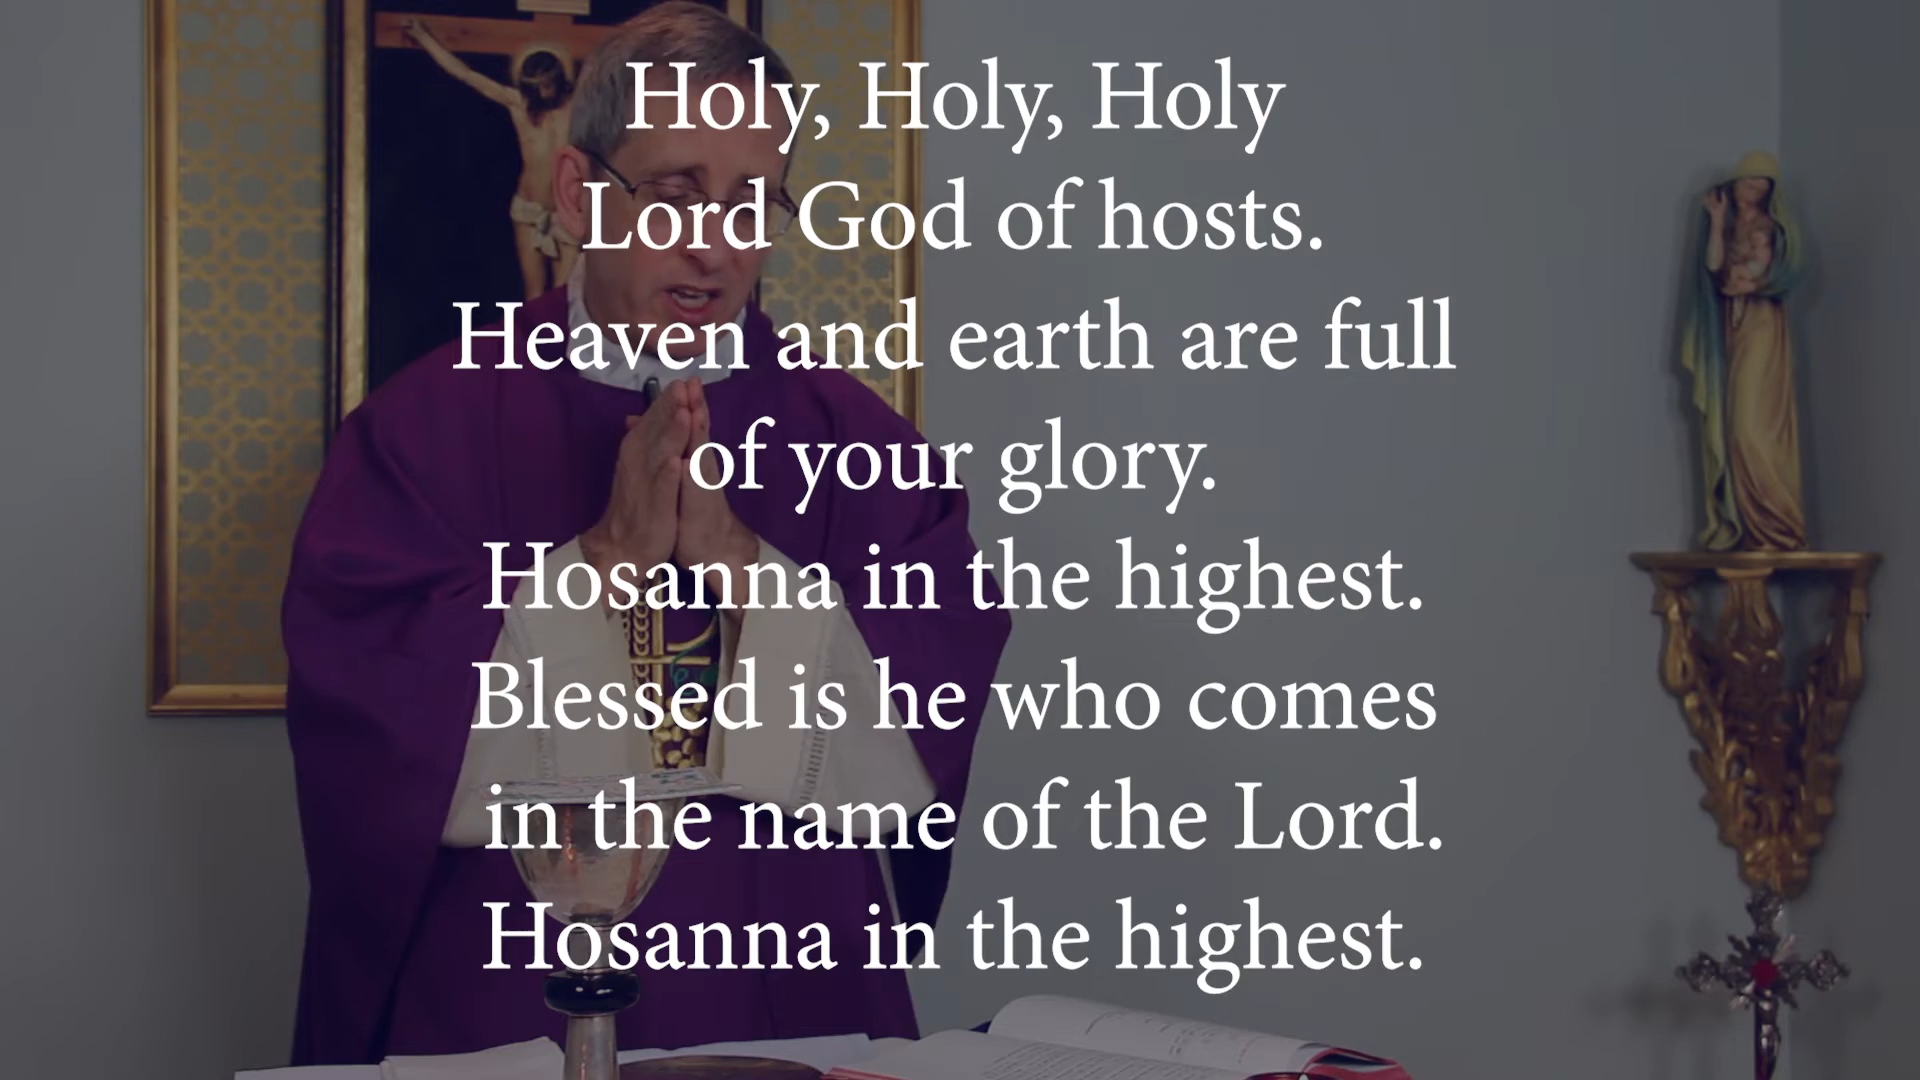 Holy, Holy, Holy
Lord God of hosts.
Heaven and earth are full
of your glory.
Hosanna in the highest.
Blessed is he who comes
in the name of the Lord.
Hosanna in the highest.